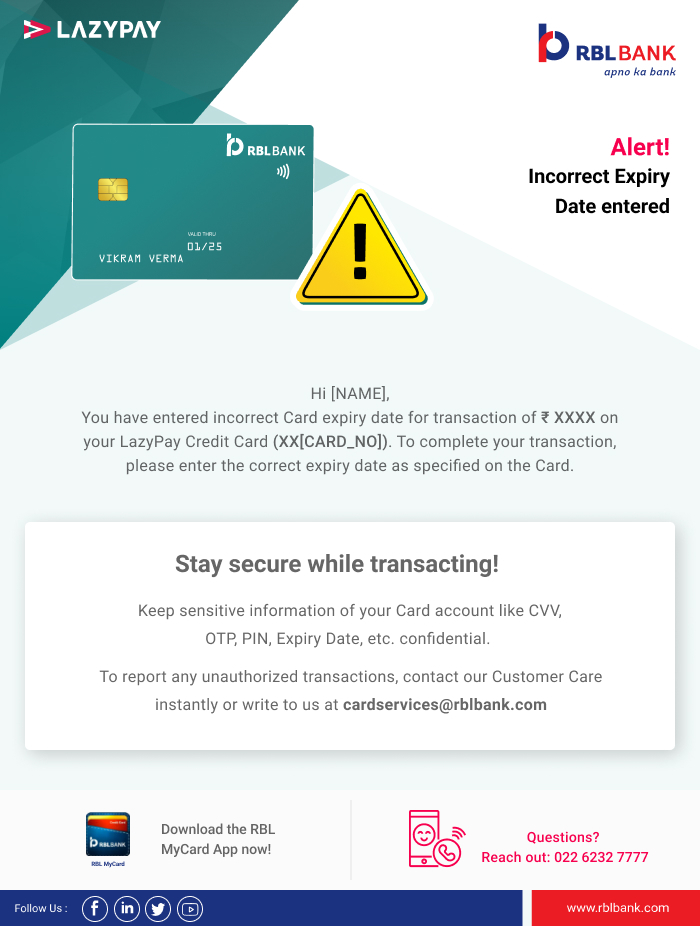 LAZYPAY
RBLBANK
apno ka bank
RBLBANK
VALID THRU
01/25
VIKRAM VERMA
Alert!
Incorrect Expiry
Date entered
!
Hi [NAME],
You have entered incorrect Card expiry date for transaction of ₹ XXXX on
your LazyPay Credit Card (XX[CARD_NO]). To complete your transaction,
please enter the correct expiry date as specified on the Card.
Stay secure while transacting!
Keep sensitive information of your Card account like CVV,
OTP, PIN, Expiry Date, etc. confidential.
To report any unauthorized transactions, contact our Customer Care
instantly or write to us at cardservices@rblbank.com
Credit Card
RBLBANK
RBL MyCard
Download the RBL
MyCard App now!
Questions?
Reach out: 022 6232 7777
Follow Us :
www.rblbank.com